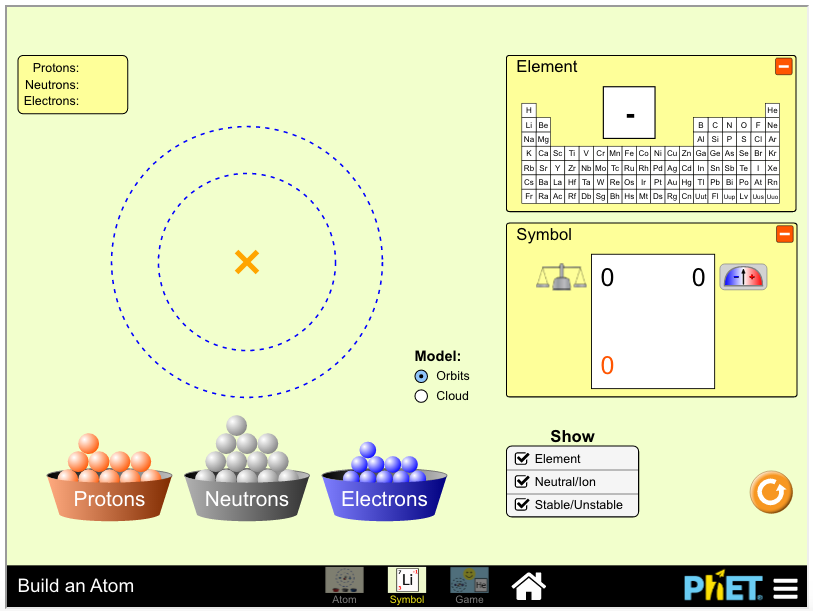 Protons:
Neutrons:
Electrons:
Element
-
H He
Li Be B C N O F Ne
Na Mg Al Si P S Cl Ar
K Ca Sc Ti V Cr Mn Fe Co Ni Cu Zn Ga Ge As Se Br Kr
Rb Sr Y Zr Nb Mo Tc Ru Rh Pd Ag Cd In Sn Sb Te I Xe
Cs Ba La Hf Ta W Re Os Ir Pt Au Hg Tl Pb Bi Po At Rn
Fr Ra Ac Rf Db Sg Bh Hs Mt Ds Rg Cn Uut Fl Uup Lv Uus Uuo
Symbol
0 0
- +
0
Model:
Orbits
Cloud
Protons
Neutrons
Electrons
Show
Element
Neutral/Ion
Stable/Unstable
Build an Atom
Atom
Li
Symbol
He
Game
PhET